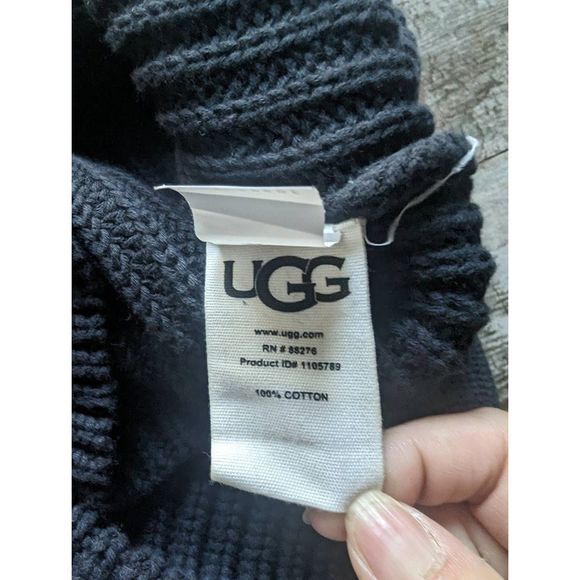 UGG
www.ugg.com
RN # 88276
Product ID# 1105789
100% COTTON